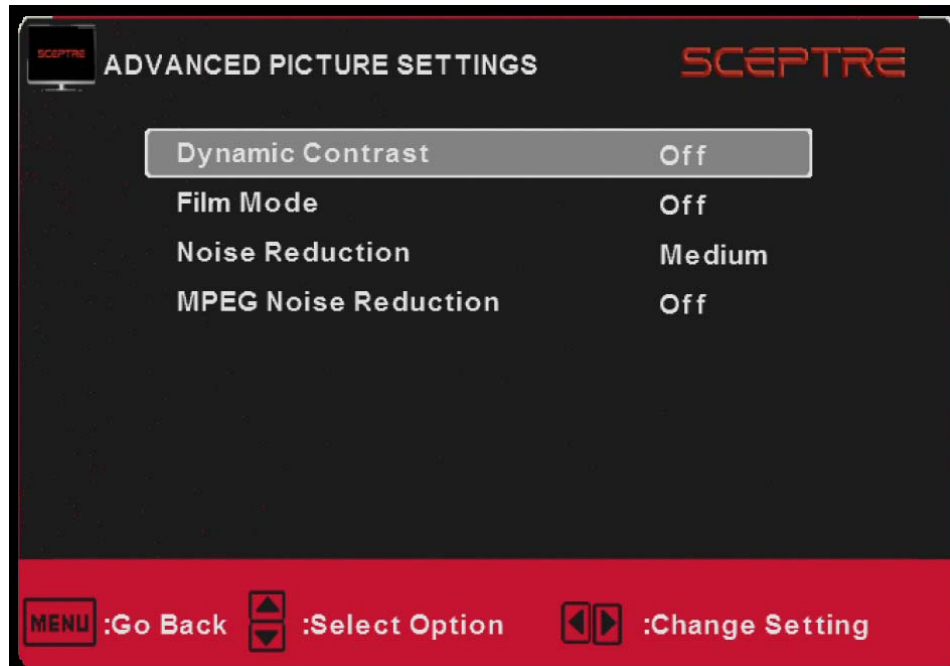 SCEPTRE
ADVANCED PICTURE SETTINGS SCEPTRE
Dynamic Contrast Off
Film Mode Off
Noise Reduction Medium
MPEG Noise Reduction Off
MENU :Go Back :Select Option :Change Setting